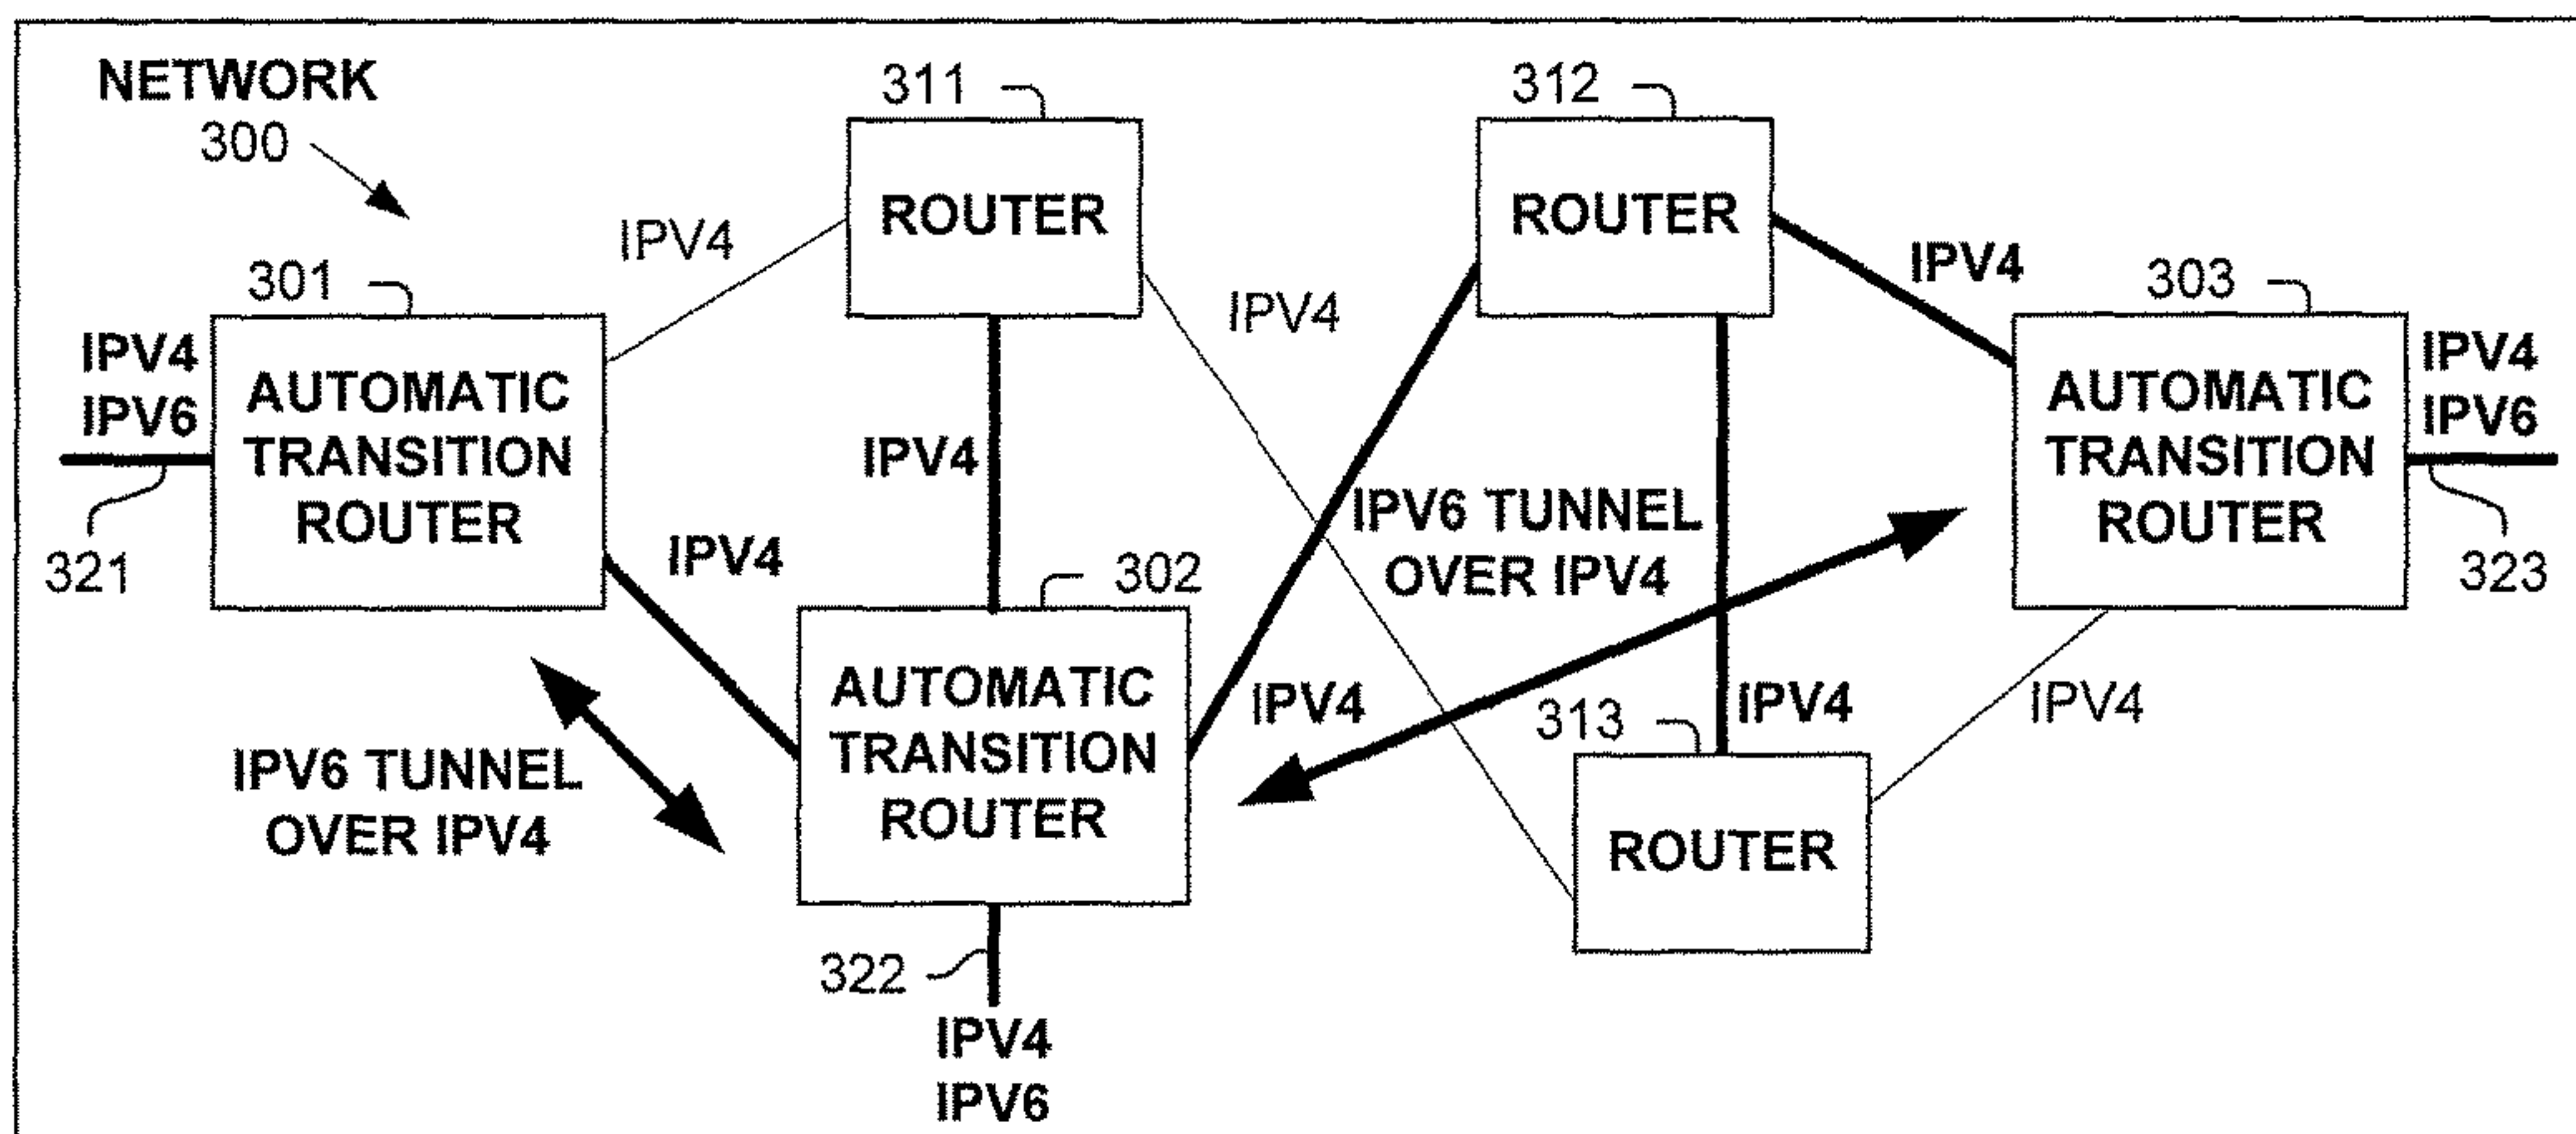 NETWORK
300
311
312
ROUTER
ROUTER
IPV4
IPV4
301
IPV4
303
IPV4
IPV6
AUTOMATIC
TRANSITION
ROUTER
IPV4
AUTOMATIC
TRANSITION
ROUTER
IPV4
IPV6
321
IPV4
302
IPV6 TUNNEL
OVER IPV4
323
IPV6 TUNNEL
OVER IPV4
AUTOMATIC
TRANSITION
ROUTER
IPV4
313
IPV4
IPV4
ROUTER
322
IPV4
IPV6